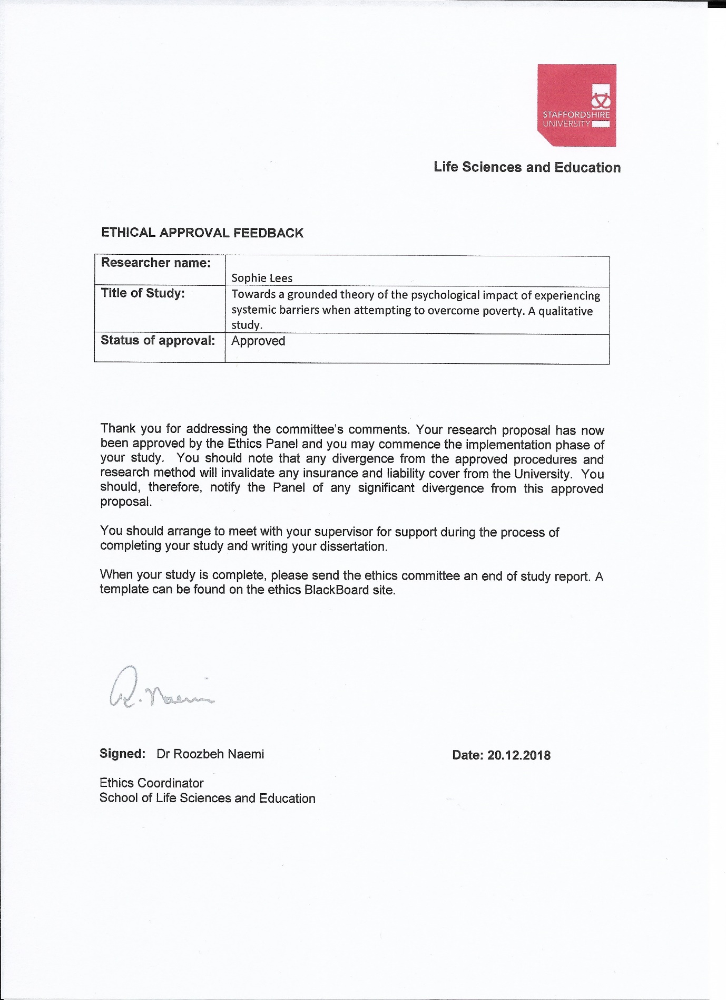 STAFFORDSHIRE
UNIVERSITY
Life Sciences and Education
ETHICAL APPROVAL FEEDBACK
Researcher name:
Sophie Lees
Title of Study:
Towards a grounded theory of the psychological impact of experiencing
systemic barriers when attempting to overcome poverty. A qualitative
study.
Status of approval:
Approved
Thank you for addressing the committee's comments. Your research proposal has now
been approved by the Ethics Panel and you may commence the implementation phase of
your study. You should note that any divergence from the approved procedures and
research method will invalidate any insurance and liability cover from the University. You
should, therefore, notify the Panel of any significant divergence from this approved
proposal.
You should arrange to meet with your supervisor for support during the process of
completing your study and writing your dissertation.
When your study is complete, please send the ethics committee an end of study report. A
template can be found on the ethics BlackBoard site.
R. Naemi
Signed: Dr Roozbeh Naemi
Date: 20.12.2018
Ethics Coordinator
School of Life Sciences and Education